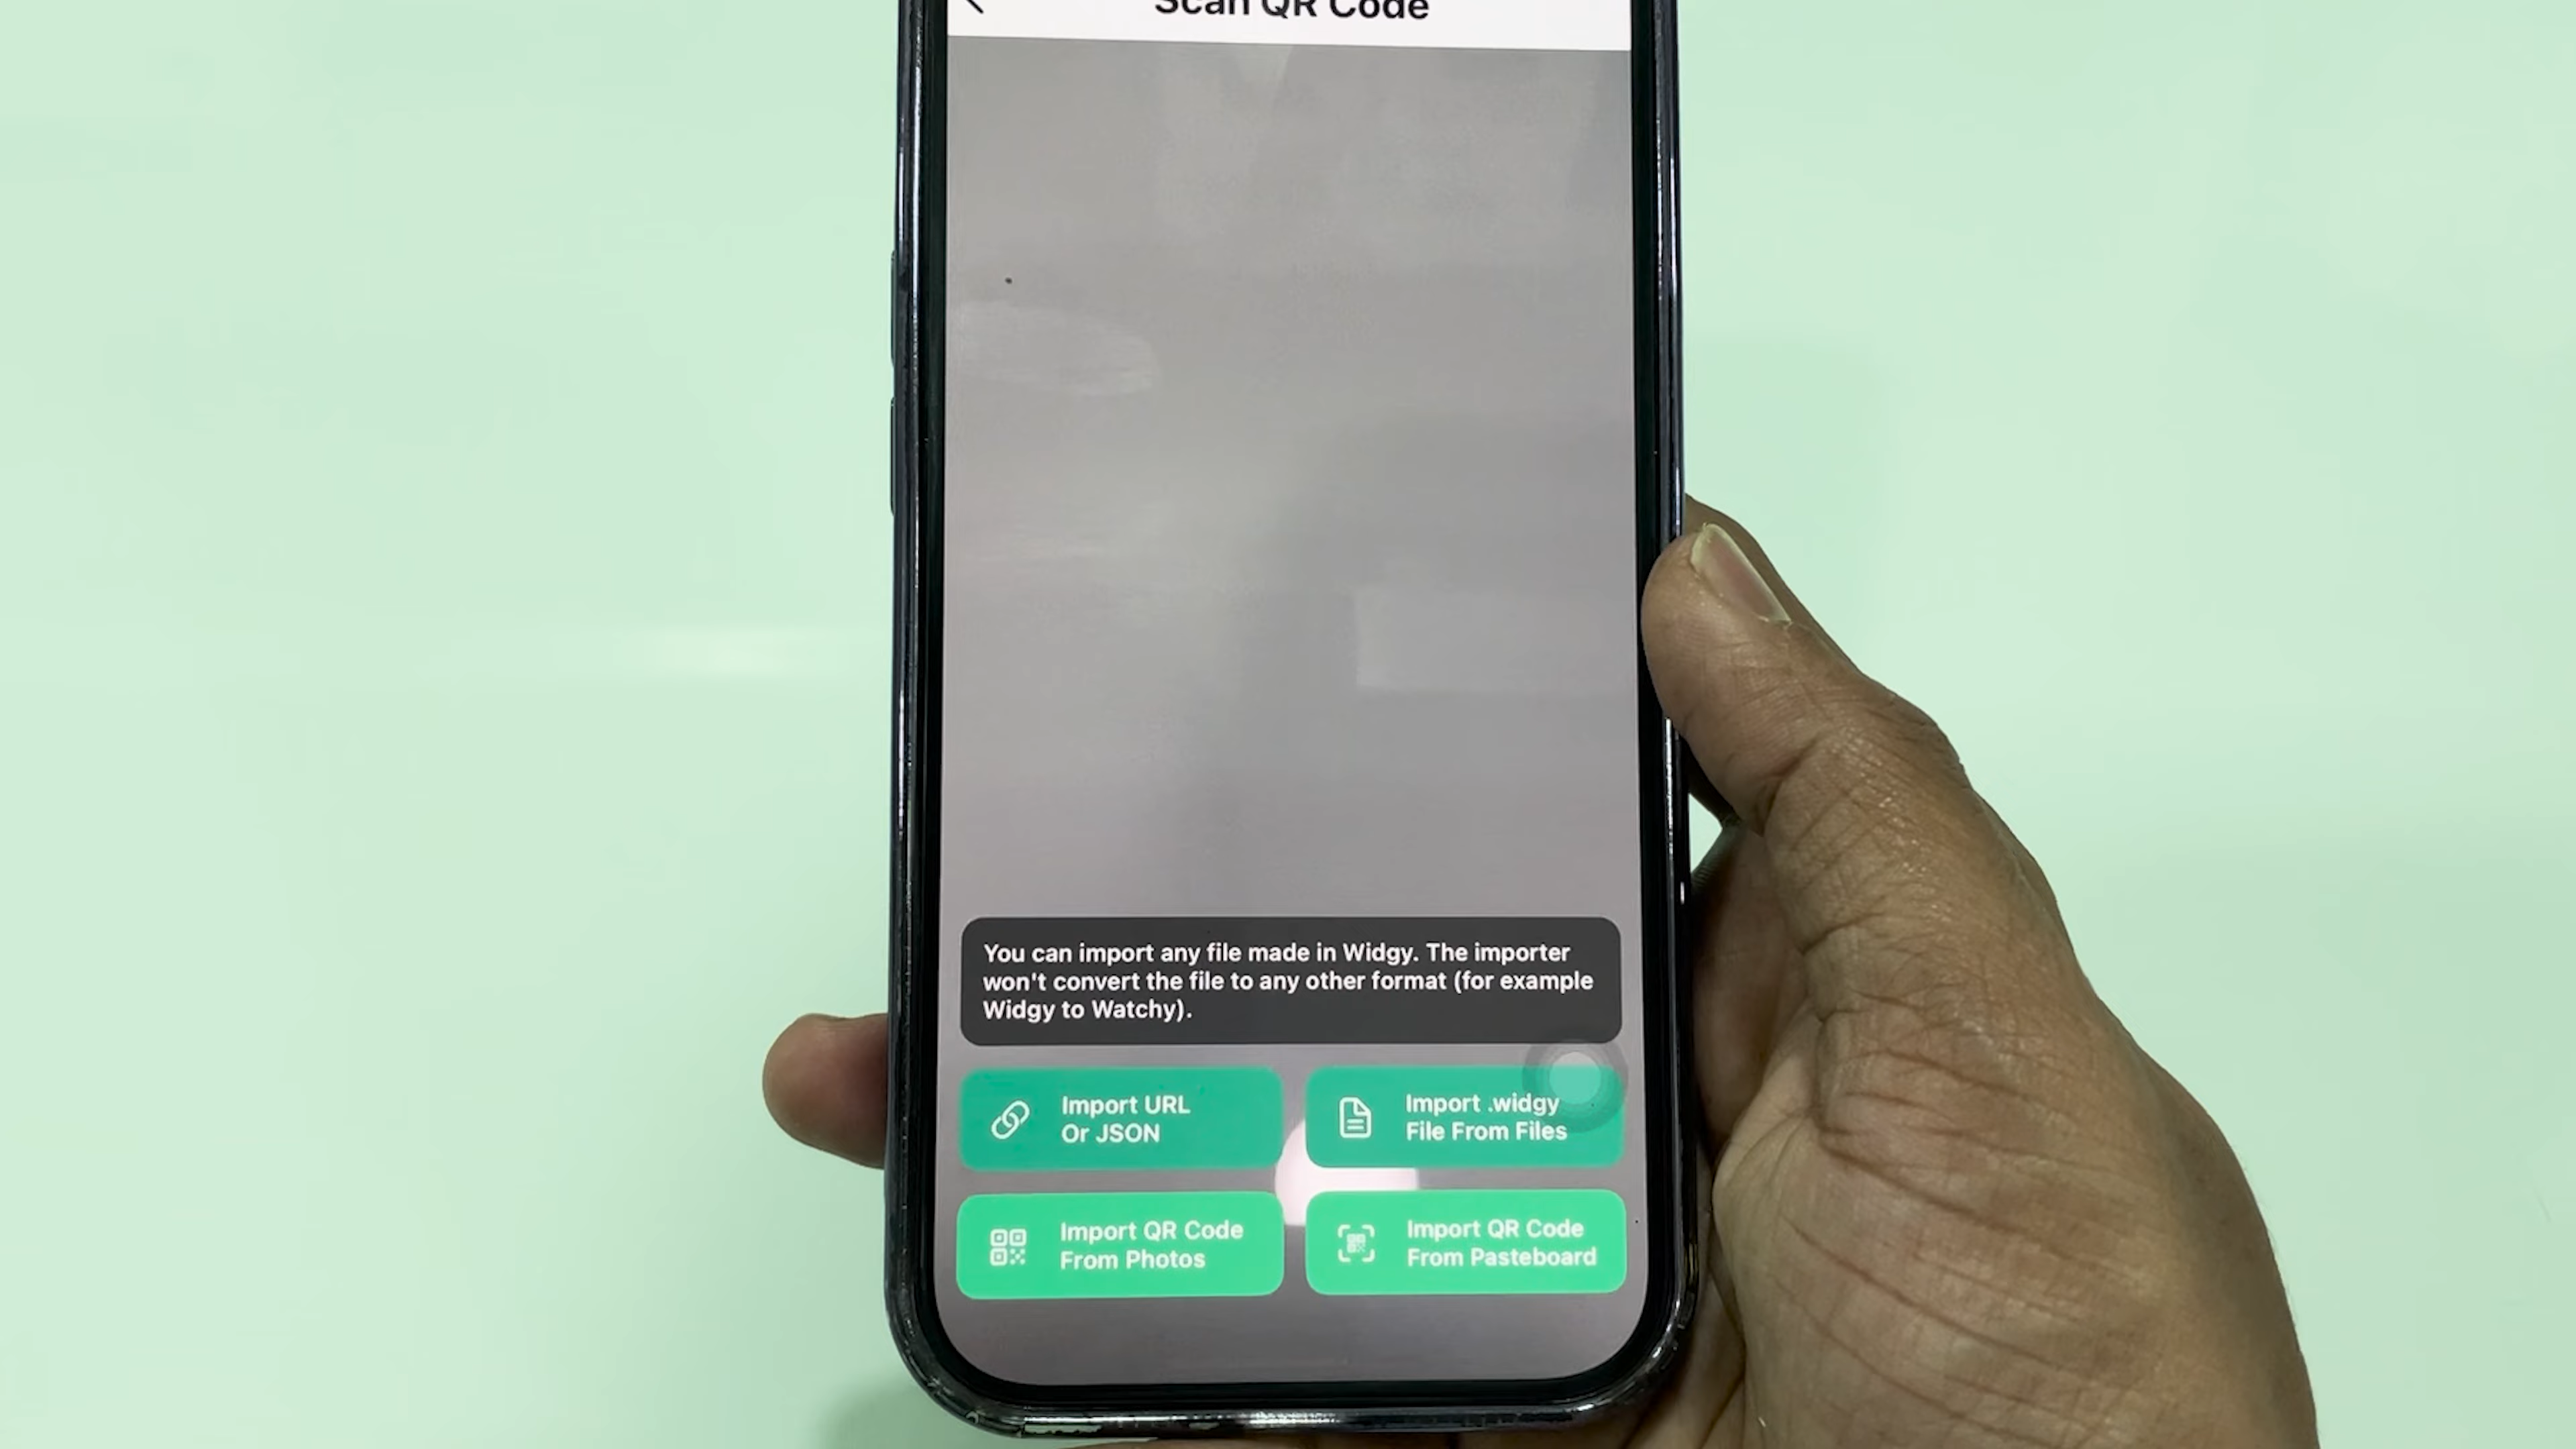 Scan QR Code
You can import any file made in Widgy. The importer
won't convert the file to any other format (for example
Widgy to Watchy).
Import URL
Or JSON
Import .widgy
File From Files
Import QR Code
From Photos
Import QR Code
From Pasteboard